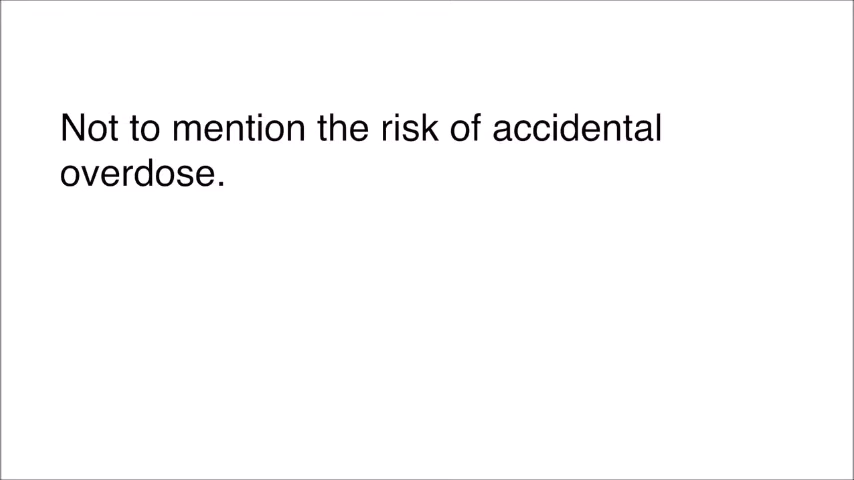 Not to mention the risk of accidental
overdose.